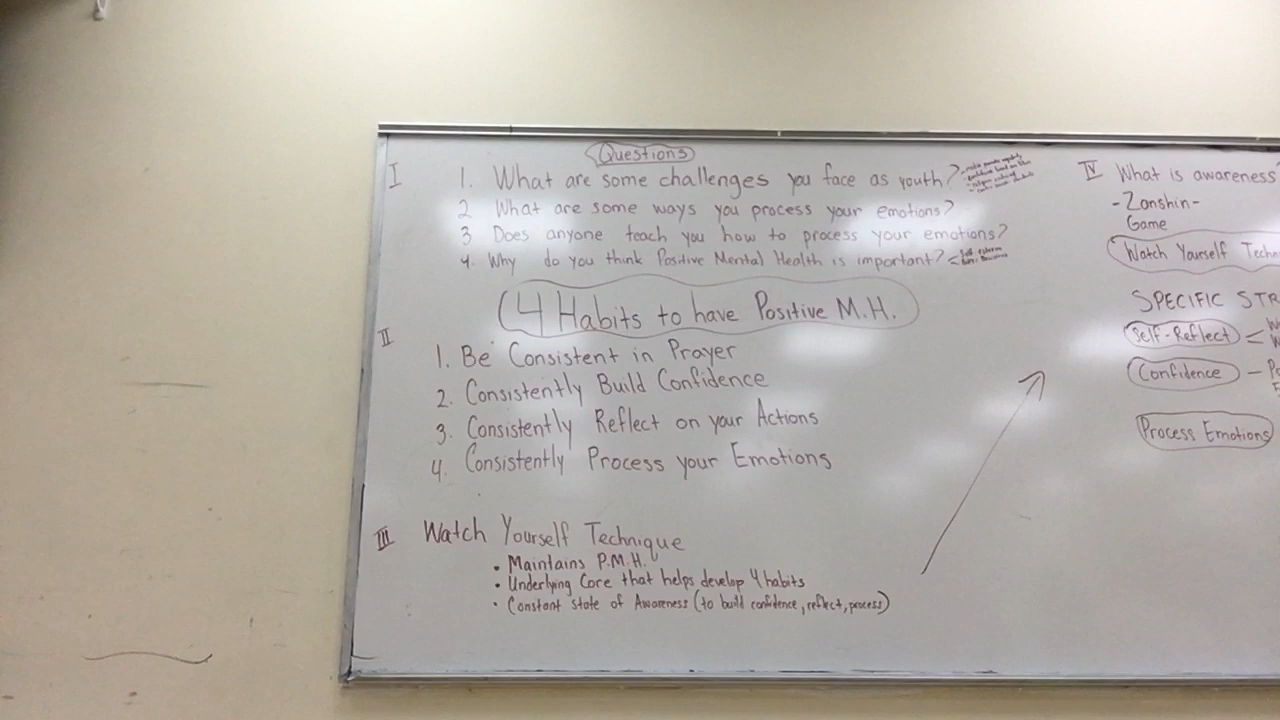 Questions
I
1. What are some challenges you face as youth?
2 What are some ways you process your emotions?
3 Does anyone teach you how to process your emotions?
4. Why do you think Positive Mental Health is important?
4 Habits to have Positive M.H.
II
1. Be Consistent in Prayer
2. Consistently Build Confidence
3. Consistently Reflect on your Actions
4. Consistently Process your Emotions
III Watch Yourself Technique
• Maintains P.M.H.
• Underlying Core that helps develop 4 habits
• Constant state of Awareness (to build confidence, reflect, process)
IV What is awareness
-Zanshin-
Game
Watch Yourself
SPECIFIC
Self-Reflect <
Confidence -
Process Emotions